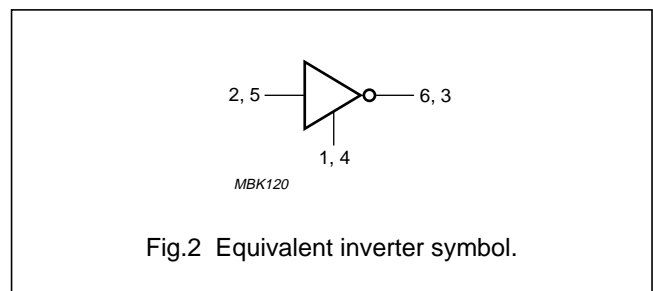 2, 5 6, 3
1, 4
MBK120
Fig.2 Equivalent inverter symbol.